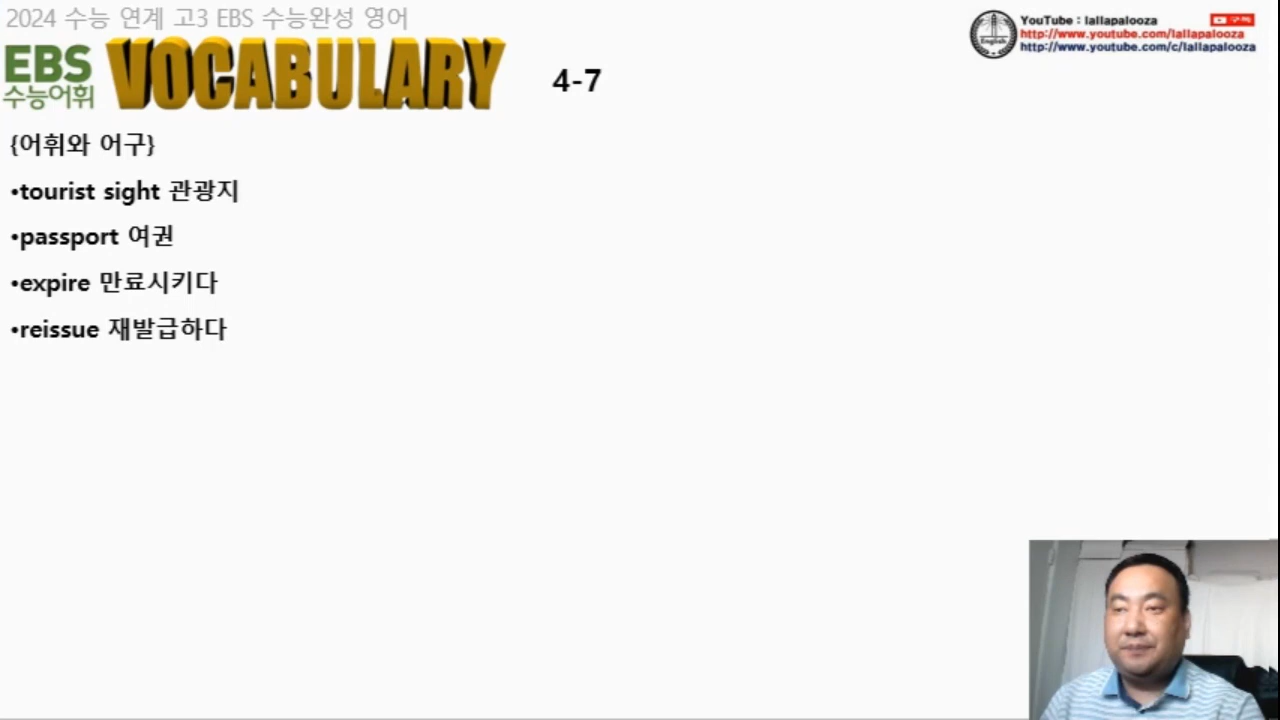 2024 수능 연계 고3 EBS 수능완성 영어
EBS 수능어휘 VOCABULARY 4-7
YouTube : lallapalooza 구독
http://www.youtube.com/lallapalooza
http://www.youtube.com/c/lallapalooza
English
{어휘와 어구}
•tourist sight 관광지
•passport 여권
•expire 만료시키다
•reissue 재발급하다